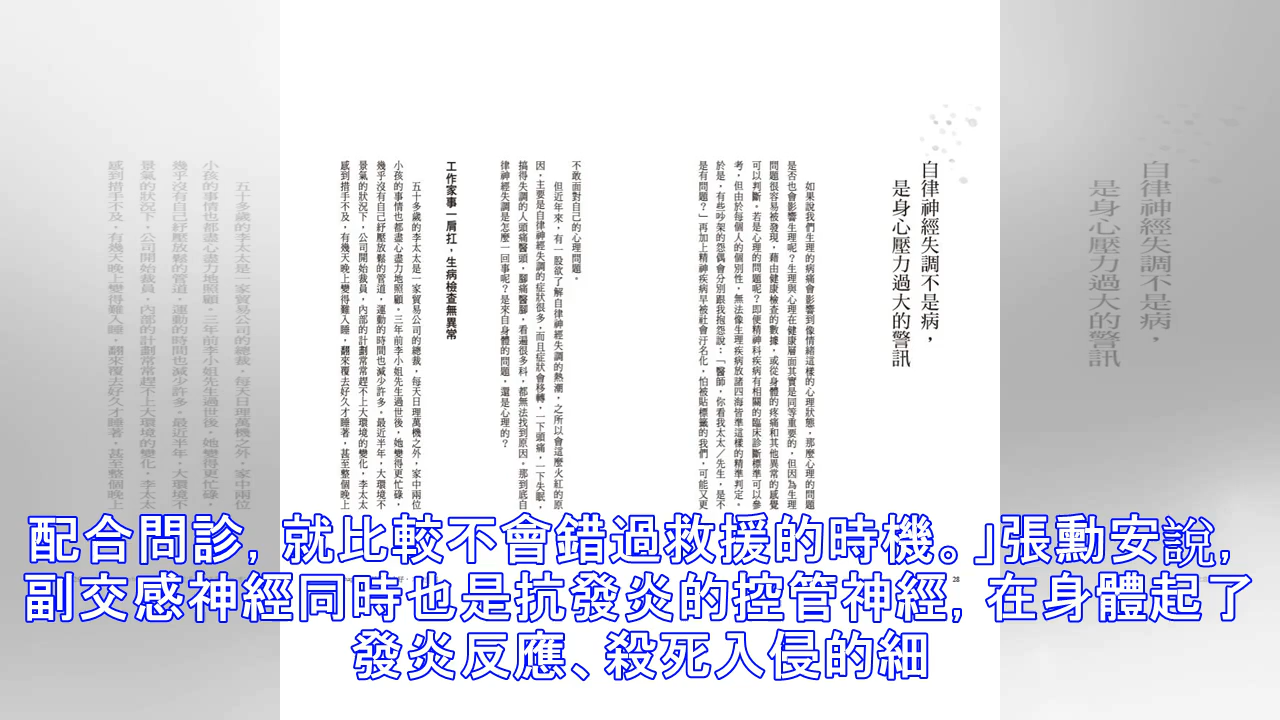 自律神經失調不是病，
是身心壓力過大的警訊
如果說我們生理的病痛會影響到像情緒這樣的心理狀態，那麼心理的問題
是否也會影響生理呢？生理與心理在健康層面其實是同等重要的，但因為生理
問題很容易被發現，藉由健康檢查的數據，或從身體的疼痛和其他異常的感覺
可以判斷。若是心理的問題呢？即便精神科疾病有相關的臨床診斷標準可以參
考，但由於每個人的個別性，無法像生理疾病放諸四海皆準這樣的精準判定。
於是，有些吵架的怨偶會分別跟我抱怨說：「醫師，你看我太太／先生，是不
是有問題？」再加上精神疾病早被社會汙名化，怕被貼標籤的我們，可能又更
不敢面對自己的心理問題。
但近年來，有一股欲了解自律神經失調的熱潮，之所以會這麼火紅的原
因，主要是自律神經失調的症狀很多，而且症狀會移轉，一下頭痛，一下失眠，
搞得失調的人頭痛醫頭，腳痛醫腳，看遍很多科，都無法找到原因。那到底自
律神經失調是怎麼一回事呢？是來自身體的問題，還是心理的？
工作家事一肩扛，生病檢查無異常
五十多歲的李太太是一家貿易公司的總裁，每天日理萬機之外，家中兩位
小孩的事情也都盡心盡力地照顧。三年前李小姐先生過世後，她變得更忙碌，
幾乎沒有自己紓壓放鬆的管道，運動的時間也減少許多。最近半年，大環境不
景氣的狀況下，公司開始裁員，內部的計劃常常趕不上大環境的變化，李太太
感到措手不及，有幾天晚上變得難入睡，翻來覆去好久才睡著，甚至整個晚上
28
配合問診，就比較不會錯過救援的時機。」張勳安說，
副交感神經同時也是抗發炎的控管神經，在身體起了
發炎反應、殺死入侵的細